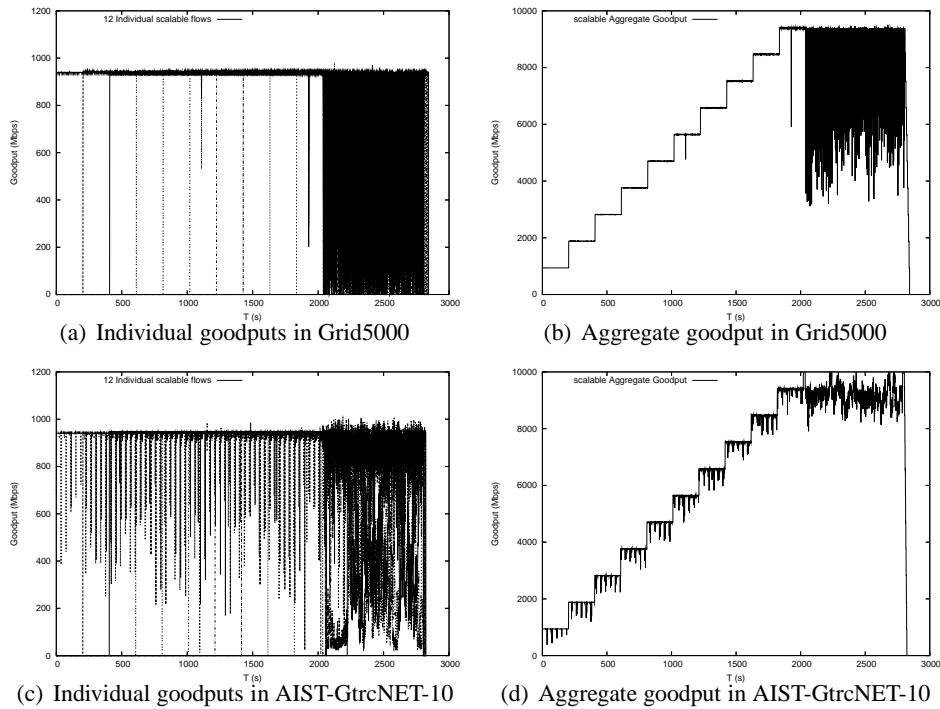 12 Individual scalable flows
Goodput (Mbps)
1200
1000
800
600
400
200
0
0 500 1000 1500 2000 2500 3000
T (s)
(a) Individual goodputs in Grid5000
scalable Aggregate Goodput
Goodput (Mbps)
10000
8000
6000
4000
2000
0
0 500 1000 1500 2000 2500 3000
T (s)
(b) Aggregate goodput in Grid5000
12 Individual scalable flows
Goodput (Mbps)
1200
1000
800
600
400
200
0
0 500 1000 1500 2000 2500 3000
T (s)
(c) Individual goodputs in AIST-GtrcNET-10
scalable Aggregate Goodput
Goodput (Mbps)
10000
8000
6000
4000
2000
0
0 500 1000 1500 2000 2500 3000
T (s)
(d) Aggregate goodput in AIST-GtrcNET-10